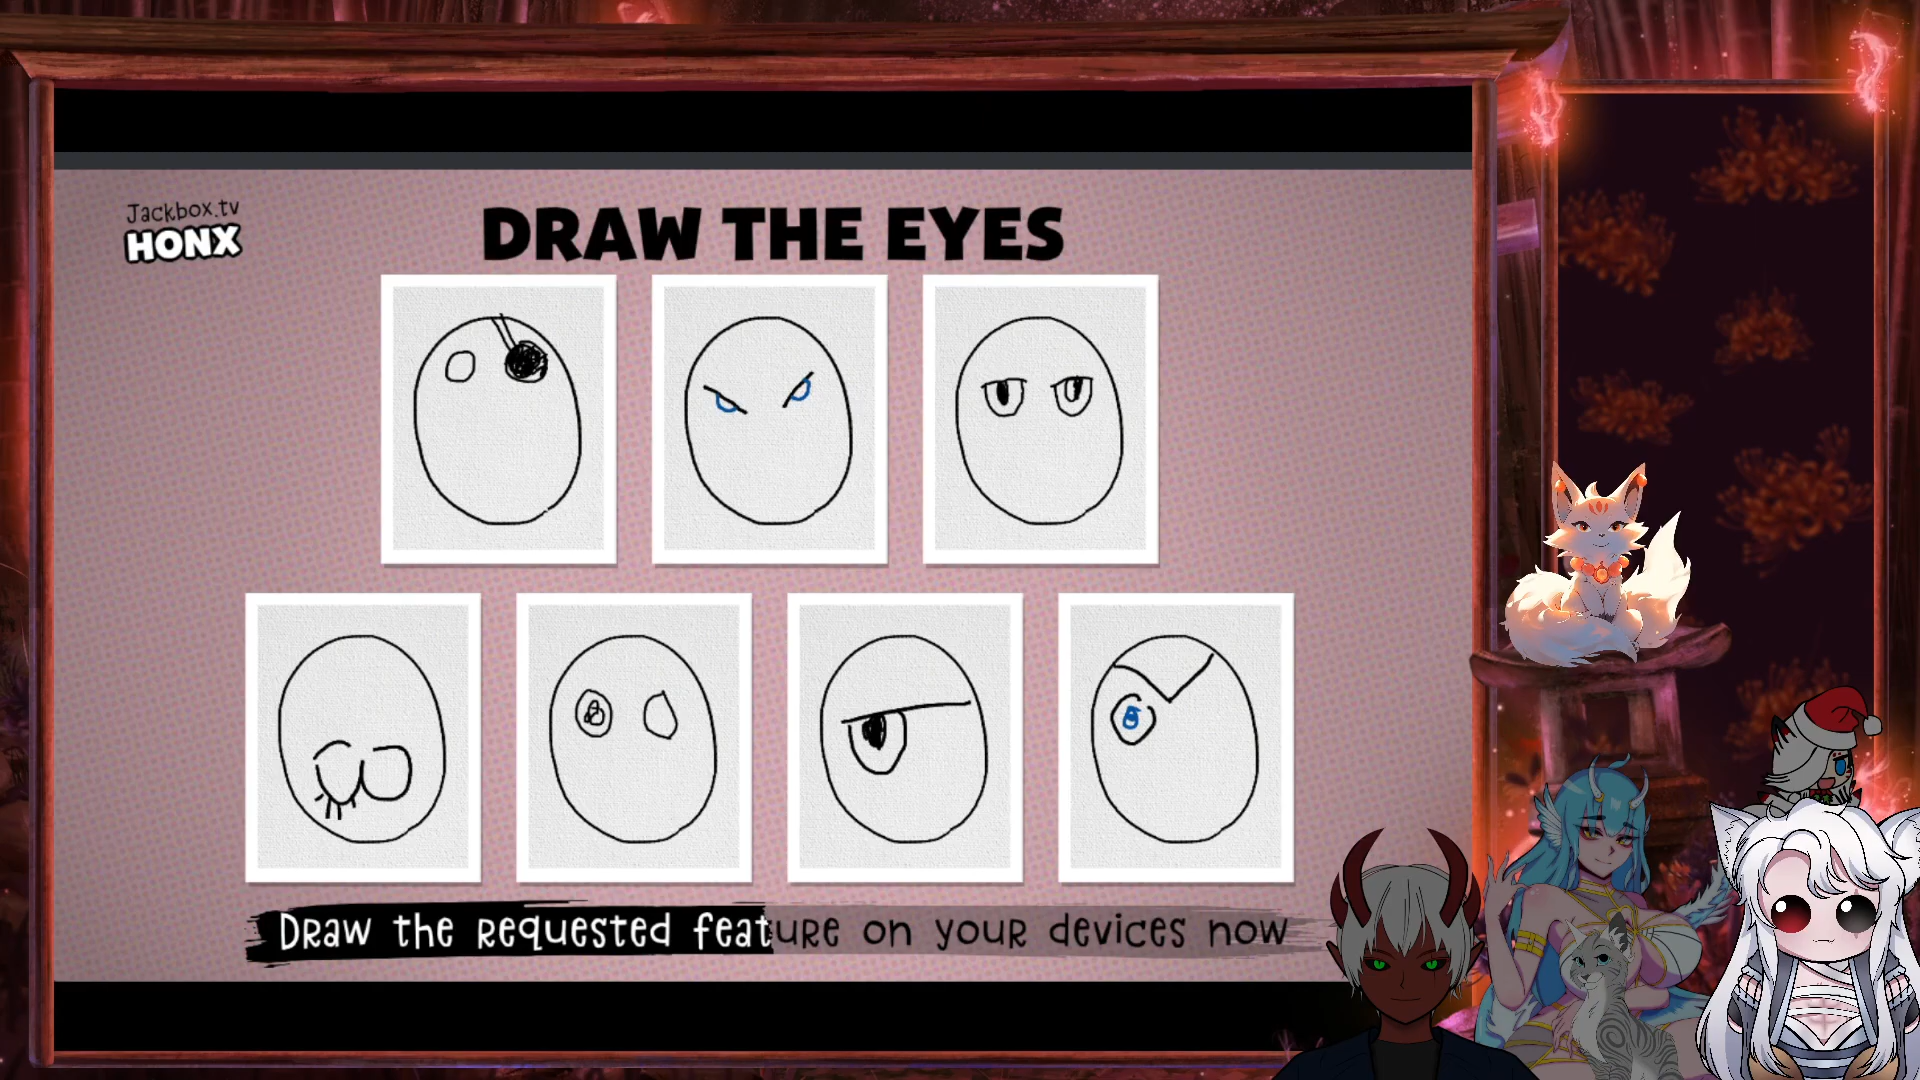 Jackbox.tv
HONX
DRAW THE EYES
Draw the requested feature on your devices now